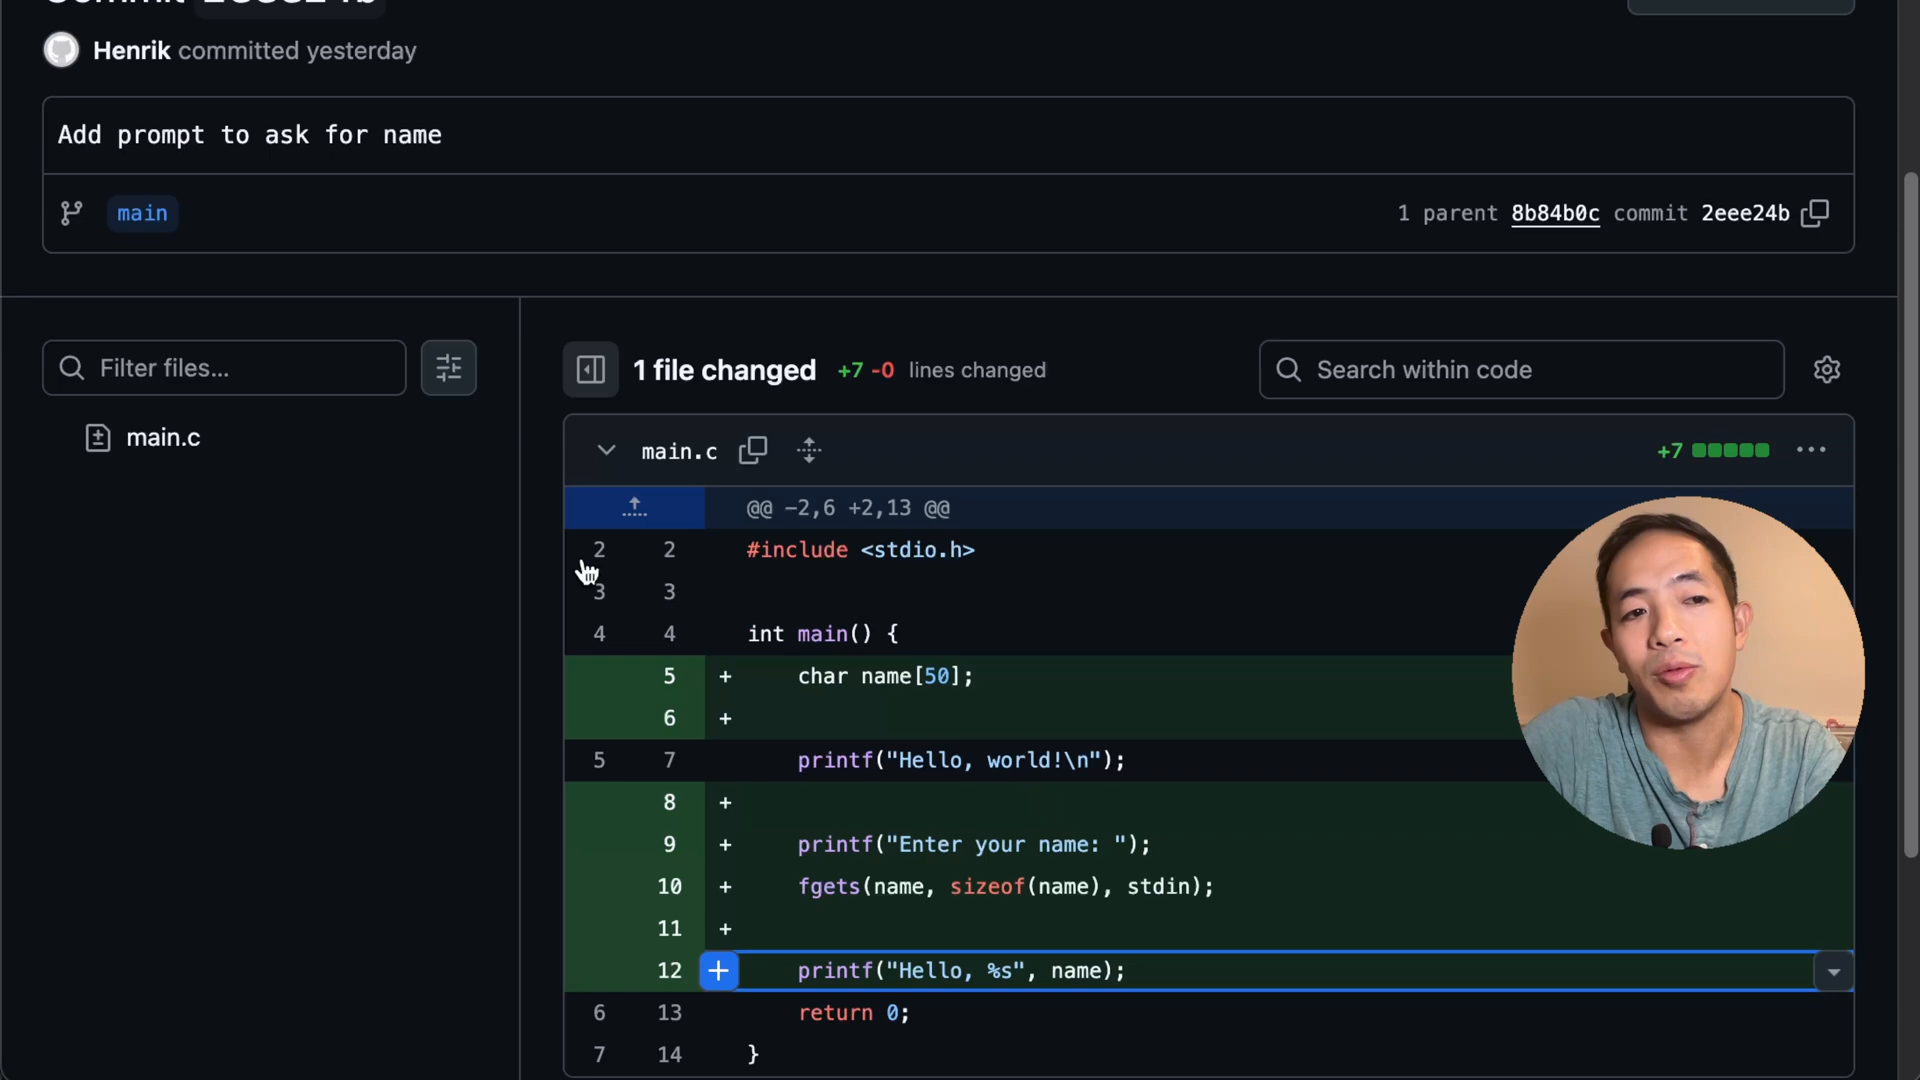 Commit 2eee24b
Henrik committed yesterday
Add prompt to ask for name
main
1 parent 8b84b0c commit 2eee24b
Filter files...
1 file changed +7 -0 lines changed
Search within code
main.c
main.c
+7
@@ -2,6 +2,13 @@
2 2 #include <stdio.h>
3 3
4 4 int main() {
5 + char name[50];
6 +
5 7 printf("Hello, world!\n");
8 +
9 + printf("Enter your name: ");
10 + fgets(name, sizeof(name), stdin);
11 +
12 + printf("Hello, %s", name);
6 13 return 0;
7 14 }